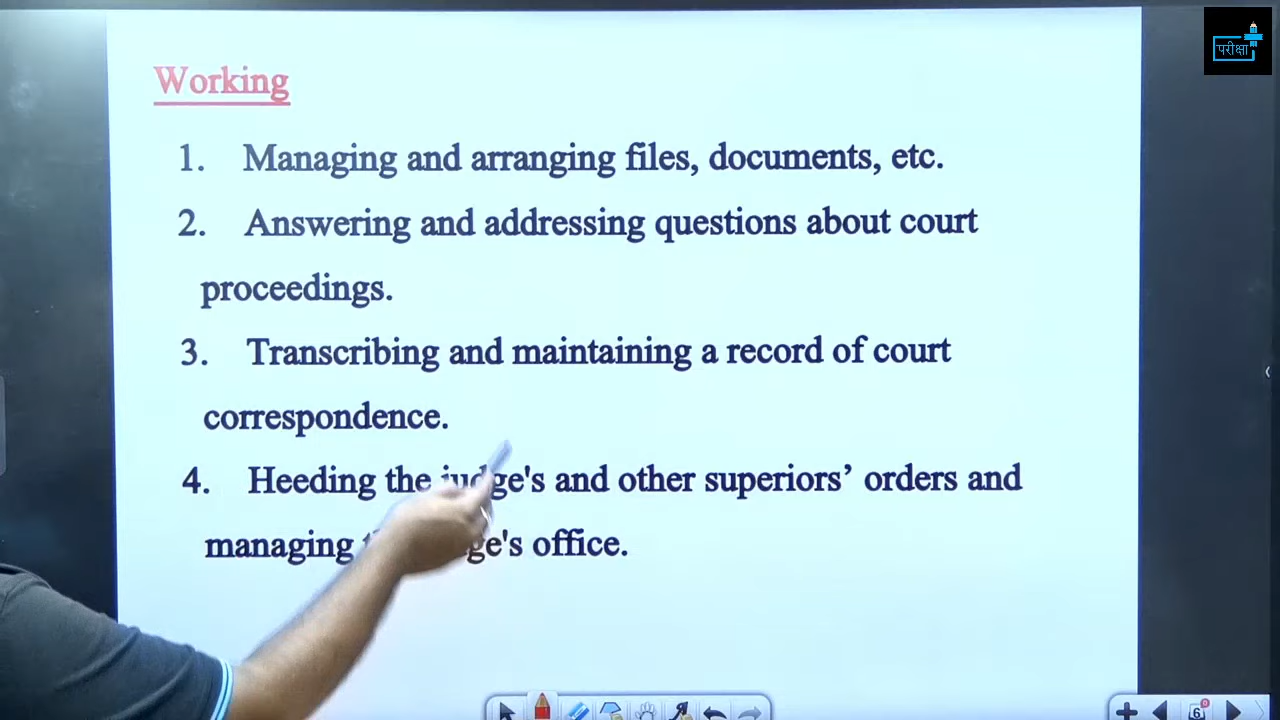 परीक्षा
Working
1. Managing and arranging files, documents, etc.
2. Answering and addressing questions about court
proceedings.
3. Transcribing and maintaining a record of court
correspondence.
4. Heeding the judge's and other superiors’ orders and
managing office.
6